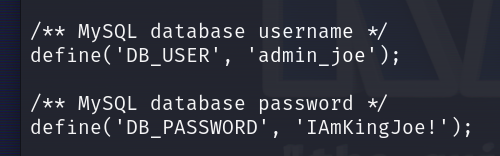 /** MySQL database username */
define('DB_USER', 'admin_joe');
/** MySQL database password */
define('DB_PASSWORD', 'IAmKingJoe!');